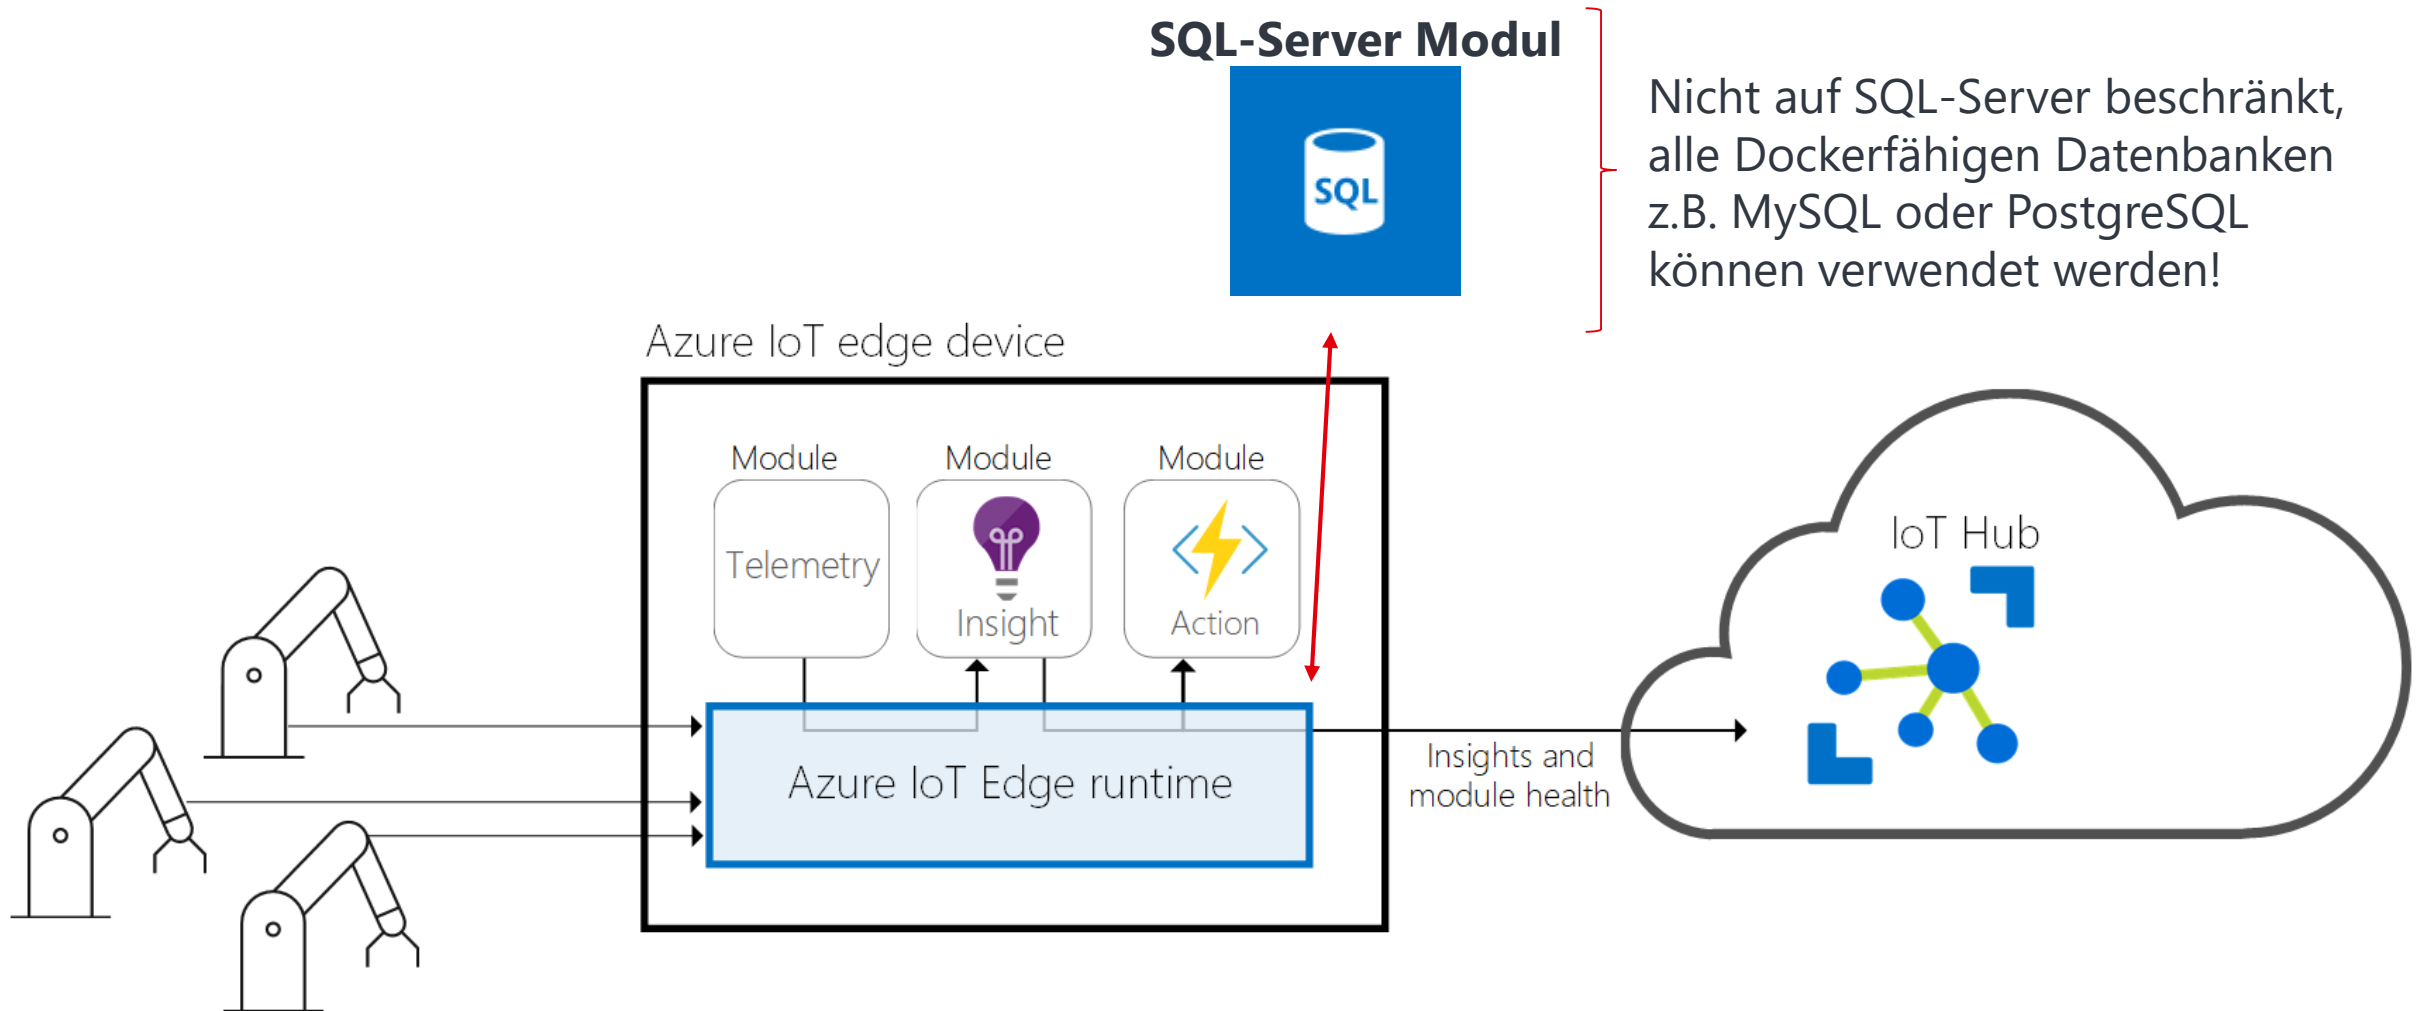 SQL-Server Modul
SQL
Nicht auf SQL-Server beschränkt,
alle Dockerfähigen Datenbanken
z.B. MySQL oder PostgreSQL
können verwendet werden!
Azure IoT edge device
Module
Module
Module
Telemetry
Insight
Action
Azure IoT Edge runtime
Insights and
module health
IoT Hub